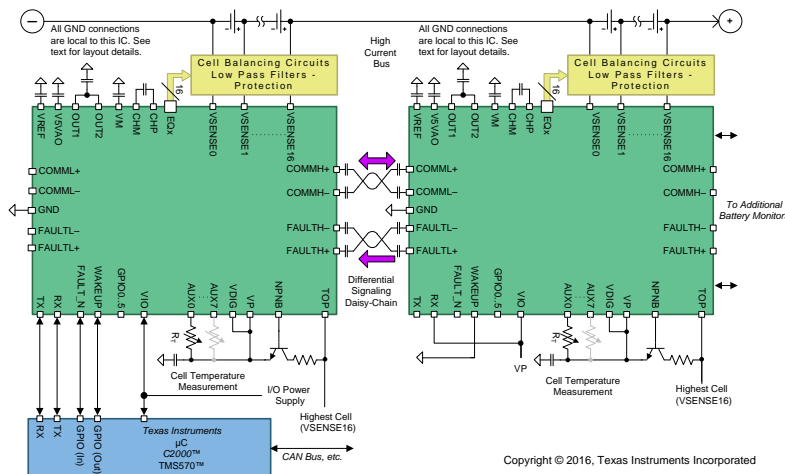 All GND connections
are local to this IC. See
text for layout details.
High
Current
Bus
All GND connections
are local to this IC. See
text for layout details.
−
+
Cell Balancing Circuits
Low Pass Filters -
Protection
Cell Balancing Circuits
Low Pass Filters -
Protection
16
16
VREF
V5VAO
OUT1
OUT2
VM
CHM
CHP
EQx
VSENSE0
VSENSE1
VSENSE16
VREF
V5VAO
OUT1
OUT2
VM
CHM
CHP
EQx
VSENSE0
VSENSE1
VSENSE16
COMML+
COMML–
GND
FAULTL–
FAULTL+
COMMH+
COMMH–
FAULTH–
FAULTH+
COMML+
COMML–
GND
FAULTL–
FAULTL+
COMMH+
COMMH–
FAULTH–
FAULTH+
To Additional
Battery Monitors
Differential
Signaling
Daisy-Chain
TX
RX
FAULT_N
WAKEUP
GPIO0..5
VIO
AUX0
AUX7
VDIG
VP
NPNB
TOP
TX
RX
FAULT_N
WAKEUP
GPIO0..5
VIO
AUX0
AUX7
VDIG
VP
NPNB
TOP
RT
RT
Cell Temperature
Measurement
VP
Cell Temperature
Measurement
I/O Power
Supply
Highest Cell
(VSENSE16)
Highest Cell
(VSENSE16)
RX
TX
GPIO (In)
GPIO (Out)
Texas Instruments
µC
C2000™
TMS570™
CAN Bus, etc.
Copyright © 2016, Texas Instruments Incorporated